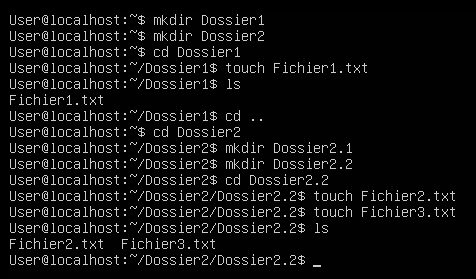 User@localhost:~$ mkdir Dossier1
User@localhost:~$ mkdir Dossier2
User@localhost:~$ cd Dossier1
User@localhost:~/Dossier1$ touch Fichier1.txt
User@localhost:~/Dossier1$ ls
Fichier1.txt
User@localhost:~/Dossier1$ cd ..
User@localhost:~$ cd Dossier2
User@localhost:~/Dossier2$ mkdir Dossier2.1
User@localhost:~/Dossier2$ mkdir Dossier2.2
User@localhost:~/Dossier2$ cd Dossier2.2
User@localhost:~/Dossier2/Dossier2.2$ touch Fichier2.txt
User@localhost:~/Dossier2/Dossier2.2$ touch Fichier3.txt
User@localhost:~/Dossier2/Dossier2.2$ ls
Fichier2.txt  Fichier3.txt
User@localhost:~/Dossier2/Dossier2.2$ _